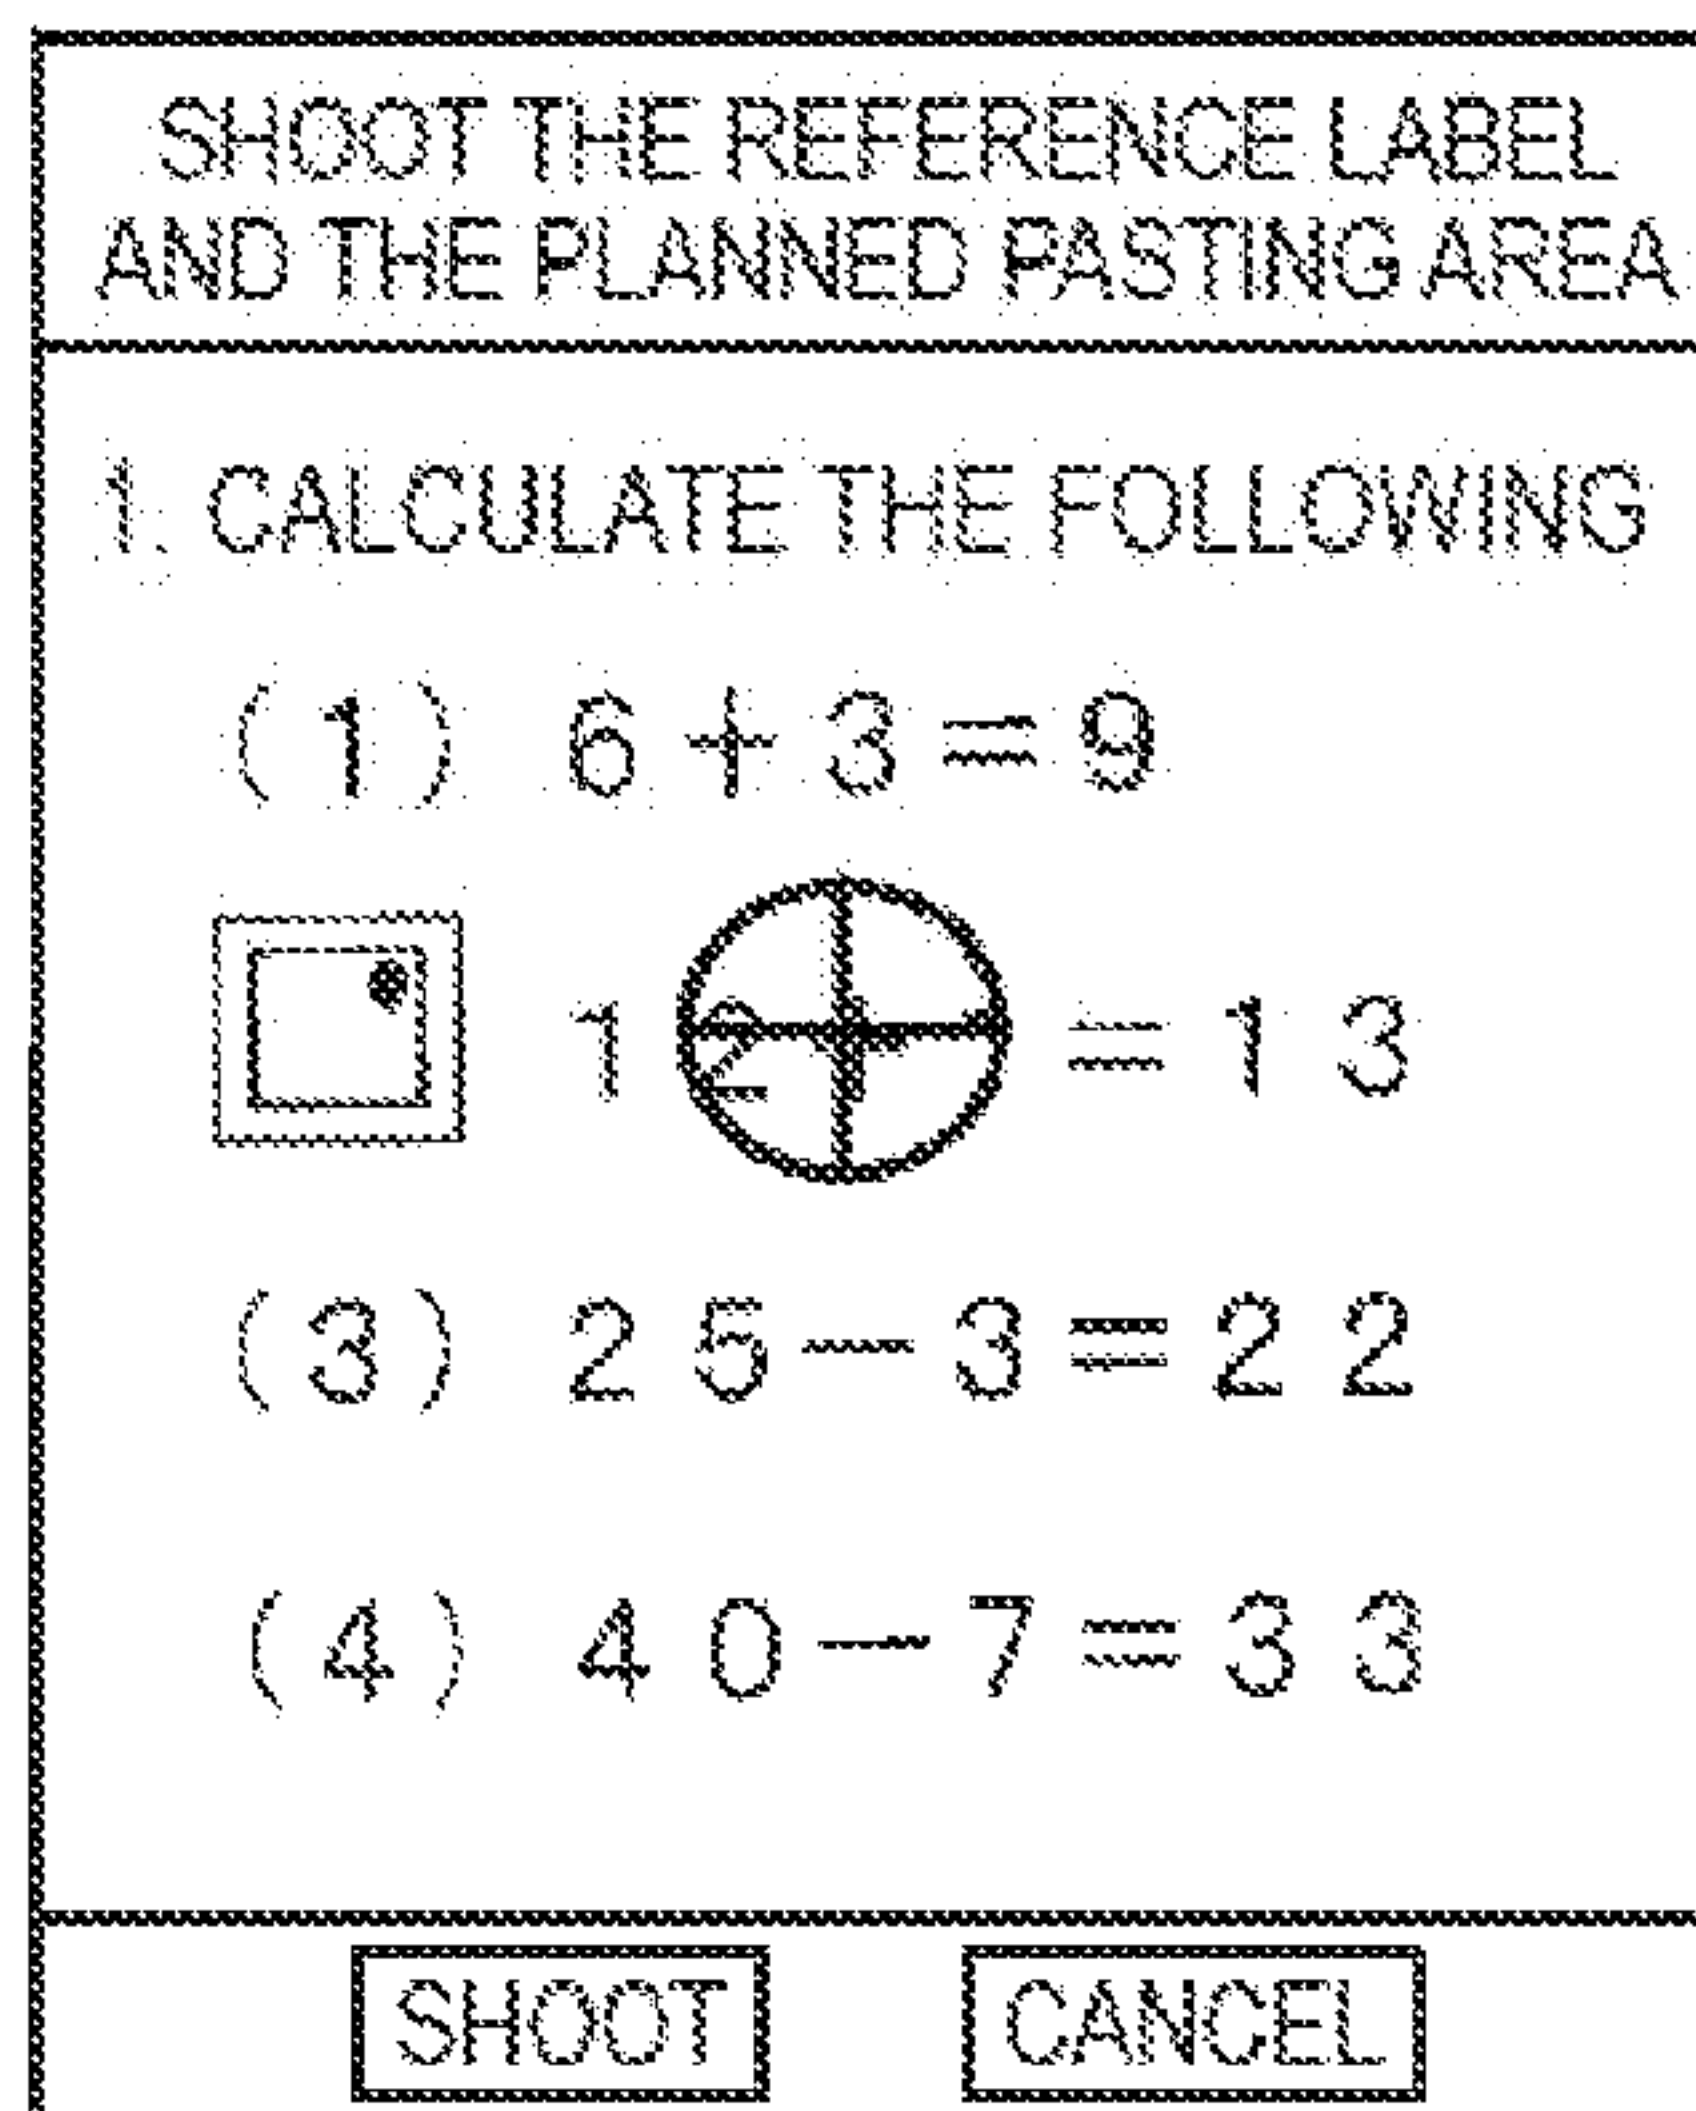 SHOOT THE REFERENCE LABEL
AND THE PLANNED PASTING AREA
1. CALCULATE THE FOLLOWING
(1) 6+3=9
12 + =13
(3) 25−3=22
(4) 40−7=33
SHOOT CANCEL